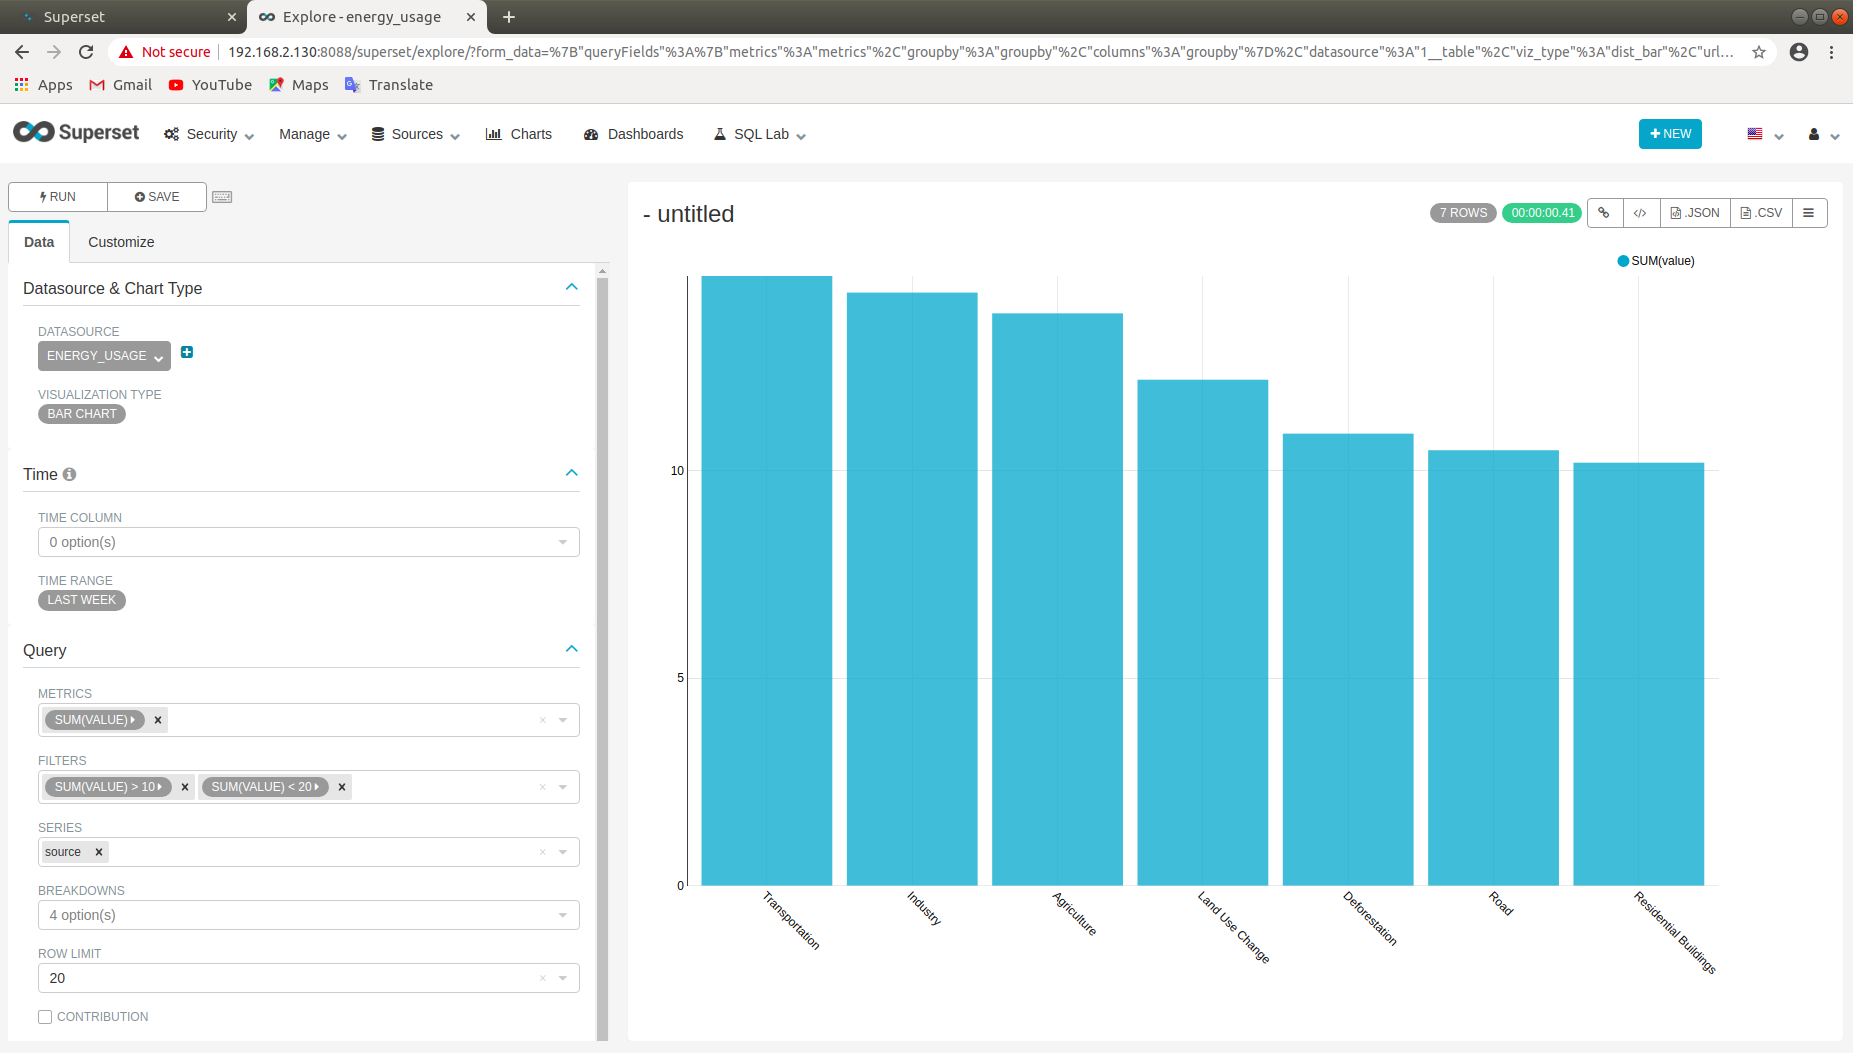 Superset
Explore - energy_usage
Not secure
192.168.2.130:8088/superset/explore/?form_data=%7B"queryFields"%3A%7B"metrics"%3A"metrics"%2C"groupby"%3A"groupby"%2C"columns"%3A"groupby"%7D%2C"datasource"%3A"1__table"%2C"viz_type"%3A"dist_bar"%2C"url...
Apps
Gmail
YouTube
Maps
Translate
Superset
Security
Manage
Sources
Charts
Dashboards
SQL Lab
+ NEW
RUN
SAVE
Data
Customize
Datasource & Chart Type
DATASOURCE
ENERGY_USAGE
VISUALIZATION TYPE
BAR CHART
Time
TIME COLUMN
0 option(s)
TIME RANGE
LAST WEEK
Query
METRICS
SUM(VALUE)
FILTERS
SUM(VALUE) > 10
SUM(VALUE) < 20
SERIES
source
BREAKDOWNS
4 option(s)
ROW LIMIT
20
CONTRIBUTION
- untitled
7 ROWS
00:00:00.41
</>
.JSON
.CSV
SUM(value)
10
5
0
Transportation
Industry
Agriculture
Land Use Change
Deforestation
Road
Residential Buildings